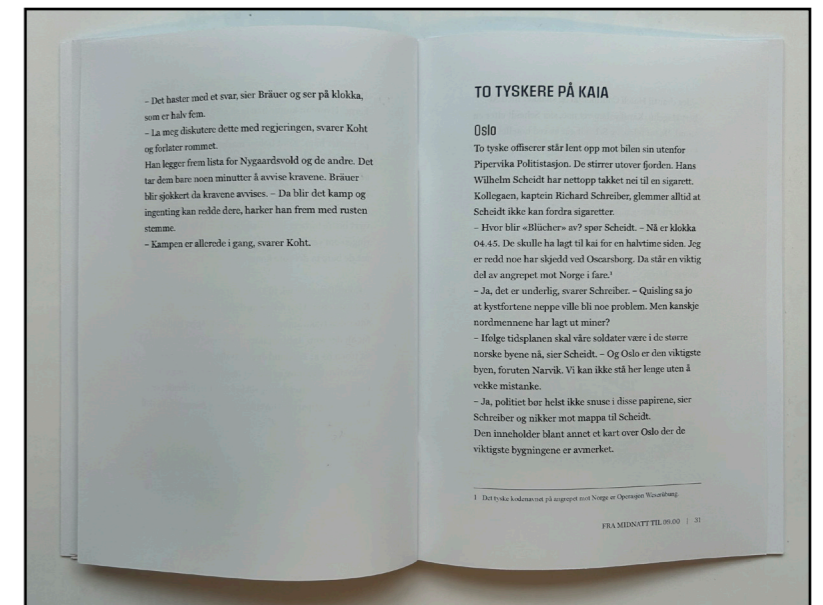 – Det haster med et svar, sier Bräuer og ser på klokka,
som er halv fem.
– La meg diskutere dette med regjeringen, svarer Koht
og forlater rommet.
Han legger frem lista for Nygaardsvold og de andre. Det
tar dem bare noen minutter å avvise kravene. Bräuer
blir sjokkert da kravene avvises. – Da blir det kamp og
ingenting kan redde dere, harker han frem med rusten
stemme.
– Kampen er allerede i gang, svarer Koht.
TO TYSKERE PÅ KAIA
Oslo
To tyske offiserer står lent opp mot bilen sin utenfor
Pipervika Politistasjon. De stirrer utover fjorden. Hans
Wilhelm Scheidt har nettopp takket nei til en sigarett.
Kollegaen, kaptein Richard Schreiber, glemmer alltid at
Scheidt ikke kan fordra sigaretter.
– Hvor blir «Blücher» av? spør Scheidt. – Nå er klokka
04.45. De skulle ha lagt til kai for en halvtime siden. Jeg
er redd noe har skjedd ved Oscarsborg. Da står en viktig
del av angrepet mot Norge i fare.¹
– Ja, det er underlig, svarer Schreiber. – Quisling sa jo
at kystfortene neppe ville bli noe problem. Men kanskje
nordmennene har lagt ut miner?
– Ifølge tidsplanen skal våre soldater være i de større
norske byene nå, sier Scheidt. – Og Oslo er den viktigste
byen, foruten Narvik. Vi kan ikke stå her lenge uten å
vekke mistanke.
– Ja, politiet bør helst ikke snuse i disse papirene, sier
Schreiber og nikker mot mappa til Scheidt.
Den inneholder blant annet et kart over Oslo der de
viktigste bygningene er avmerket.
1 Det tyske kodenavnet på angrepet mot Norge er Operasjon Weserübung.
FRA MIDNATT TIL 09.00 | 31